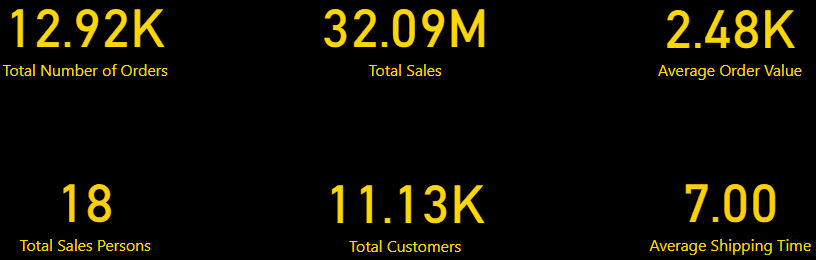 12.92K
Total Number of Orders
32.09M
Total Sales
2.48K
Average Order Value
18
Total Sales Persons
11.13K
Total Customers
7.00
Average Shipping Time